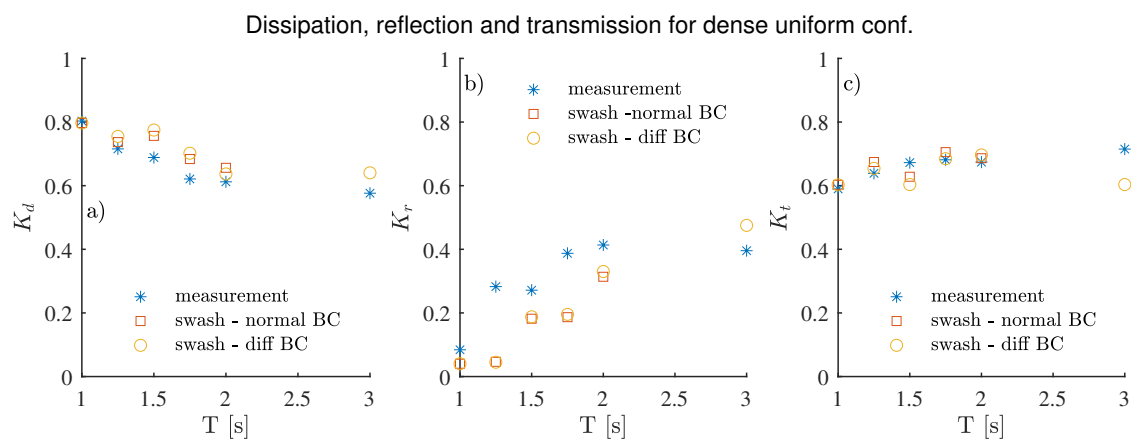 Dissipation, reflection and transmission for dense uniform conf.
1
0.8
0.6
0.4
0.2
0
K_d
a)
measurement
swash - normal BC
swash - diff BC
1 1.5 2 2.5 3
T [s]
1
0.8
0.6
0.4
0.2
0
K_r
b)
measurement
swash -normal BC
swash - diff BC
1 1.5 2 2.5 3
T [s]
1
0.8
0.6
0.4
0.2
0
K_t
c)
measurement
swash - normal BC
swash - diff BC
1 1.5 2 2.5 3
T [s]